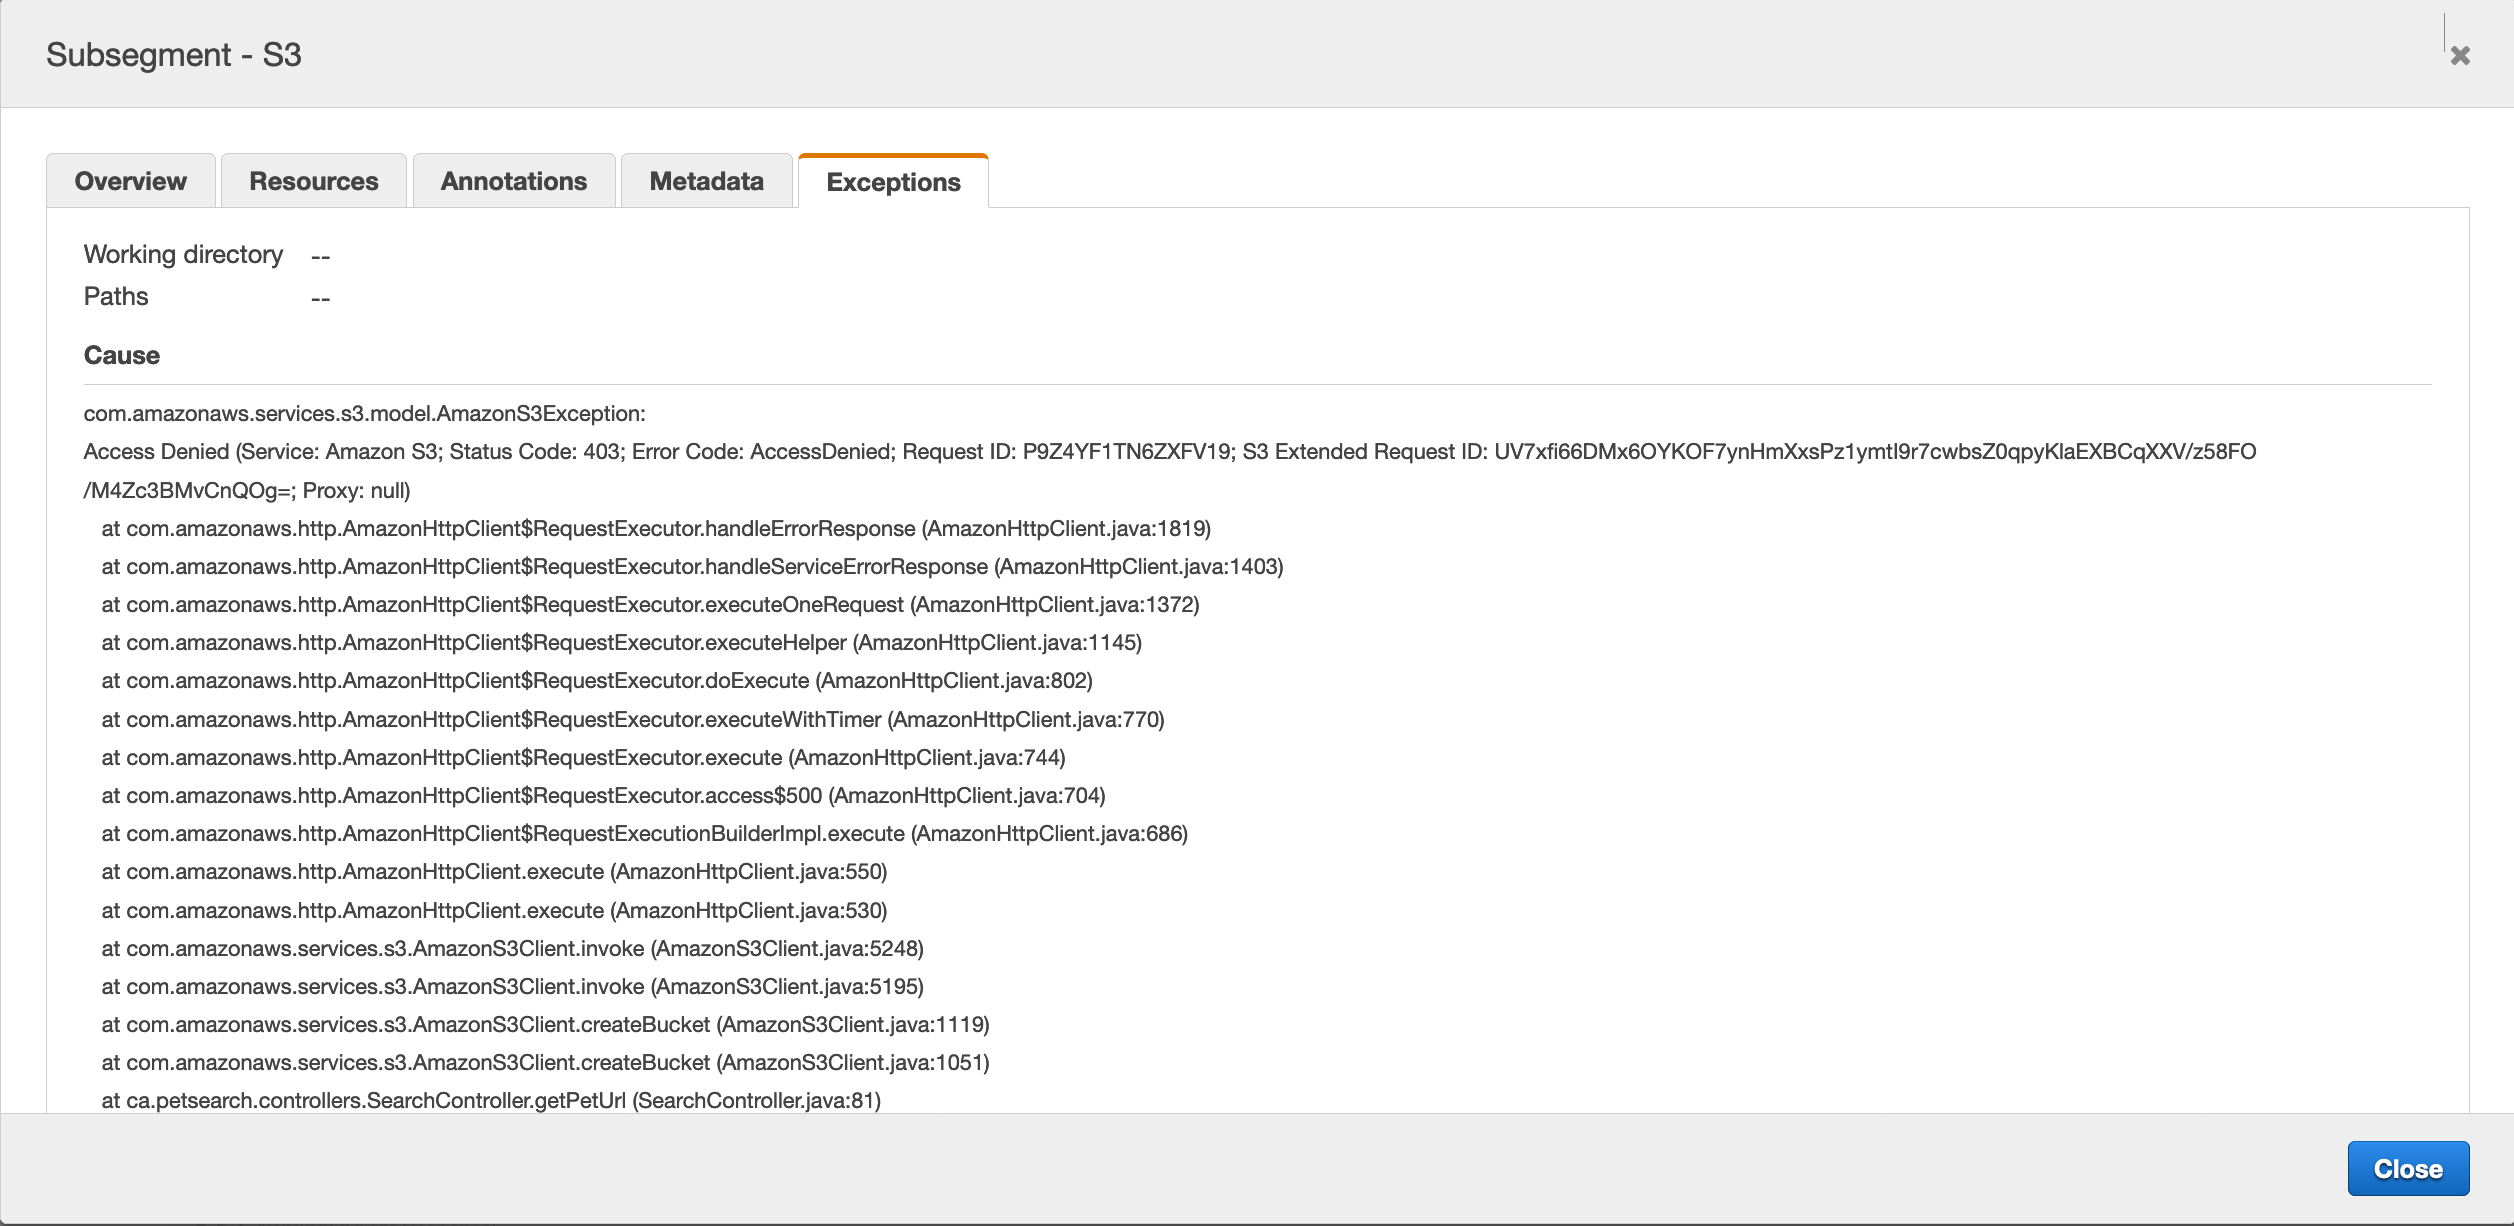 Subsegment - S3
Overview
Resources
Annotations
Metadata
Exceptions
Working directory --
Paths --
Cause
com.amazonaws.services.s3.model.AmazonS3Exception:
Access Denied (Service: Amazon S3; Status Code: 403; Error Code: AccessDenied; Request ID: P9Z4YF1TN6ZXFV19; S3 Extended Request ID: UV7xfi66DMx6OYKOF7ynHmXxsPz1ymtI9r7cwbsZ0qpyKlaEXBCqXXV/z58FO
/M4Zc3BMvCnQOg=; Proxy: null)
at com.amazonaws.http.AmazonHttpClient$RequestExecutor.handleErrorResponse (AmazonHttpClient.java:1819)
at com.amazonaws.http.AmazonHttpClient$RequestExecutor.handleServiceErrorResponse (AmazonHttpClient.java:1403)
at com.amazonaws.http.AmazonHttpClient$RequestExecutor.executeOneRequest (AmazonHttpClient.java:1372)
at com.amazonaws.http.AmazonHttpClient$RequestExecutor.executeHelper (AmazonHttpClient.java:1145)
at com.amazonaws.http.AmazonHttpClient$RequestExecutor.doExecute (AmazonHttpClient.java:802)
at com.amazonaws.http.AmazonHttpClient$RequestExecutor.executeWithTimer (AmazonHttpClient.java:770)
at com.amazonaws.http.AmazonHttpClient$RequestExecutor.execute (AmazonHttpClient.java:744)
at com.amazonaws.http.AmazonHttpClient$RequestExecutor.access$500 (AmazonHttpClient.java:704)
at com.amazonaws.http.AmazonHttpClient$RequestExecutionBuilderImpl.execute (AmazonHttpClient.java:686)
at com.amazonaws.http.AmazonHttpClient.execute (AmazonHttpClient.java:550)
at com.amazonaws.http.AmazonHttpClient.execute (AmazonHttpClient.java:530)
at com.amazonaws.services.s3.AmazonS3Client.invoke (AmazonS3Client.java:5248)
at com.amazonaws.services.s3.AmazonS3Client.invoke (AmazonS3Client.java:5195)
at com.amazonaws.services.s3.AmazonS3Client.createBucket (AmazonS3Client.java:1119)
at com.amazonaws.services.s3.AmazonS3Client.createBucket (AmazonS3Client.java:1051)
at ca.petsearch.controllers.SearchController.getPetUrl (SearchController.java:81)
Close